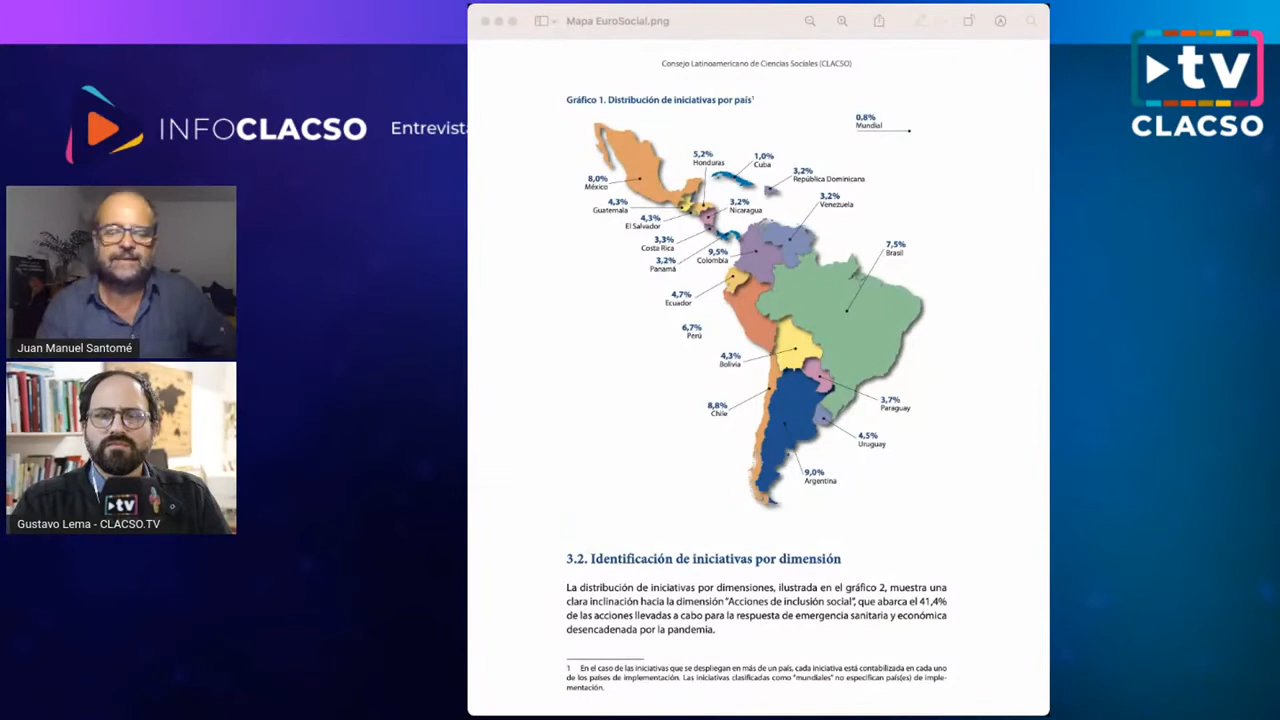 Mapa EuroSocial.png
tv
CLACSO
INFOCLACSO
Entrevista
Juan Manuel Santomé
tv
Gustavo Lema - CLACSO.TV
Consejo Latinoamericano de Ciencias Sociales (CLACSO)
Gráfico 1. Distribución de iniciativas por país¹
0,8%
Mundial
5,2%
Honduras
1,0%
Cuba
3,2%
República Dominicana
8,0%
México
4,3%
Guatemala
3,2%
Nicaragua
3,2%
Venezuela
4,3%
El Salvador
3,3%
Costa Rica
9,5%
Colombia
3,2%
Panamá
7,5%
Brasil
4,7%
Ecuador
6,7%
Perú
4,3%
Bolivia
8,8%
Chile
3,7%
Paraguay
4,5%
Uruguay
9,0%
Argentina
3.2. Identificación de iniciativas por dimensión
La distribución de iniciativas por dimensiones, ilustrada en el gráfico 2, muestra una
clara inclinación hacia la dimensión "Acciones de inclusión social", que abarca el 41,4%
de las acciones llevadas a cabo para la respuesta de emergencia sanitaria y económica
desencadenada por la pandemia.
1 En el caso de las iniciativas que se despliegan en más de un país, cada iniciativa está contabilizada en cada uno
de los países de implementación. Las iniciativas clasificadas como "mundiales" no especifican país(es) de imple-
mentación.